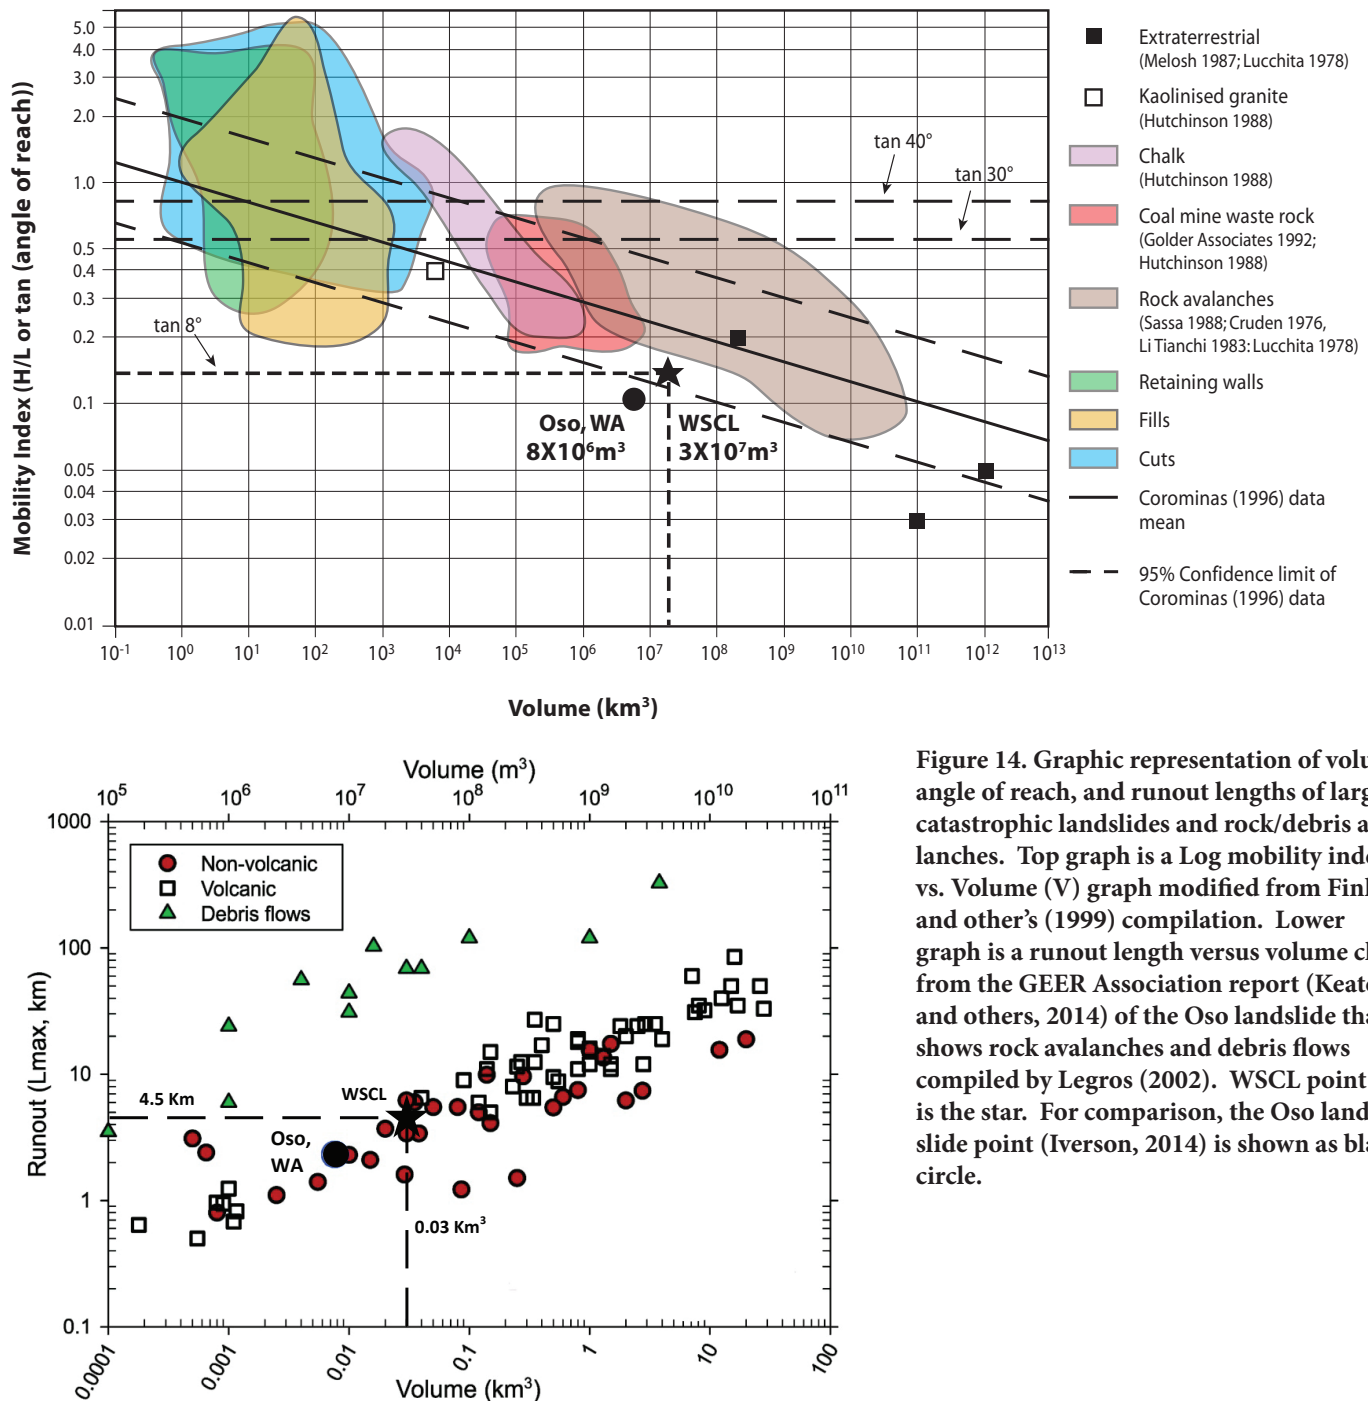 Mobility Index (H/L or tan (angle of reach))
5.0
4.0
3.0
2.0
1.0
0.5
0.4
0.3
0.2
0.1
0.05
0.04
0.03
0.02
0.01
tan 40°
tan 30°
tan 8°
Oso, WA
8X10⁶m³
WSCL
3X10⁷m³
10⁻¹ 10⁰ 10¹ 10² 10³ 10⁴ 10⁵ 10⁶ 10⁷ 10⁸ 10⁹ 10¹⁰ 10¹¹ 10¹² 10¹³
Volume (km³)
Extraterrestrial
(Melosh 1987; Lucchita 1978)
Kaolinised granite
(Hutchinson 1988)
Chalk
(Hutchinson 1988)
Coal mine waste rock
(Golder Associates 1992;
Hutchinson 1988)
Rock avalanches
(Sassa 1988; Cruden 1976,
Li Tianchi 1983: Lucchita 1978)
Retaining walls
Fills
Cuts
Corominas (1996) data
mean
95% Confidence limit of
Corominas (1996) data
Volume (m³)
10⁵ 10⁶ 10⁷ 10⁸ 10⁹ 10¹⁰ 10¹¹
Runout (Lmax, km)
1000
100
10
1
0.1
Non-volcanic
Volcanic
Debris flows
4.5 Km
WSCL
Oso,
WA
0.03 Km³
0.0001 0.001 0.01 0.1 1 10 100
Volume (km³)
Figure 14. Graphic representation of
angle of reach, and runout lengths of
catastrophic landslides and rock/debris
lanches. Top graph is a Log mobility
vs. Volume (V) graph modified from
and other's (1999) compilation. Lower
graph is a runout length versus volume
from the GEER Association report
and others, 2014) of the Oso landslide
shows rock avalanches and debris flows
compiled by Legros (2002). WSCL point
is the star. For comparison, the Oso land-
slide point (Iverson, 2014) is shown as
circle.